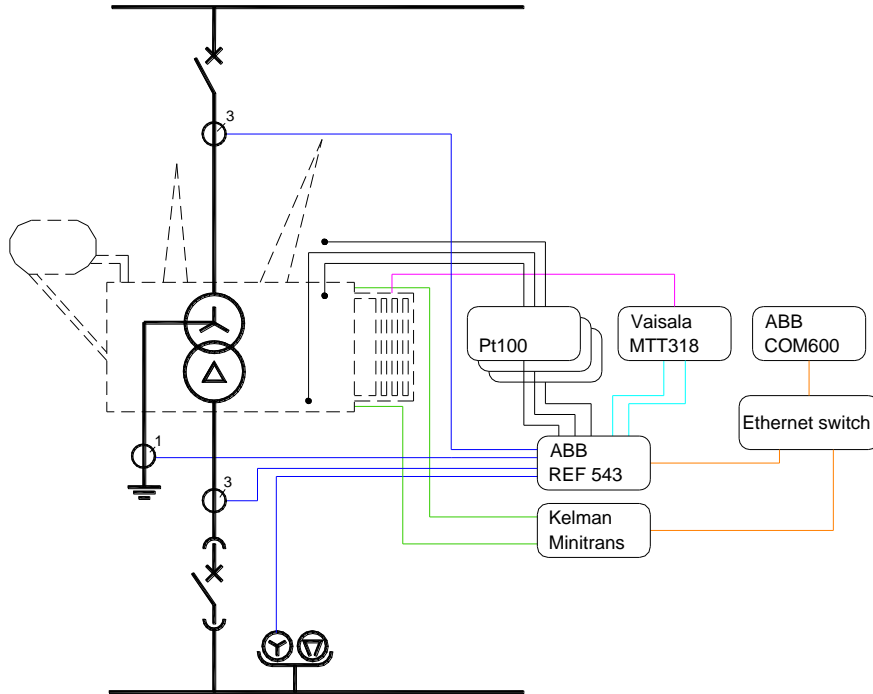 3
Pt100
Vaisala
MTT318
ABB
COM600
Ethernet switch
1
ABB
REF 543
3
Kelman
Minitrans